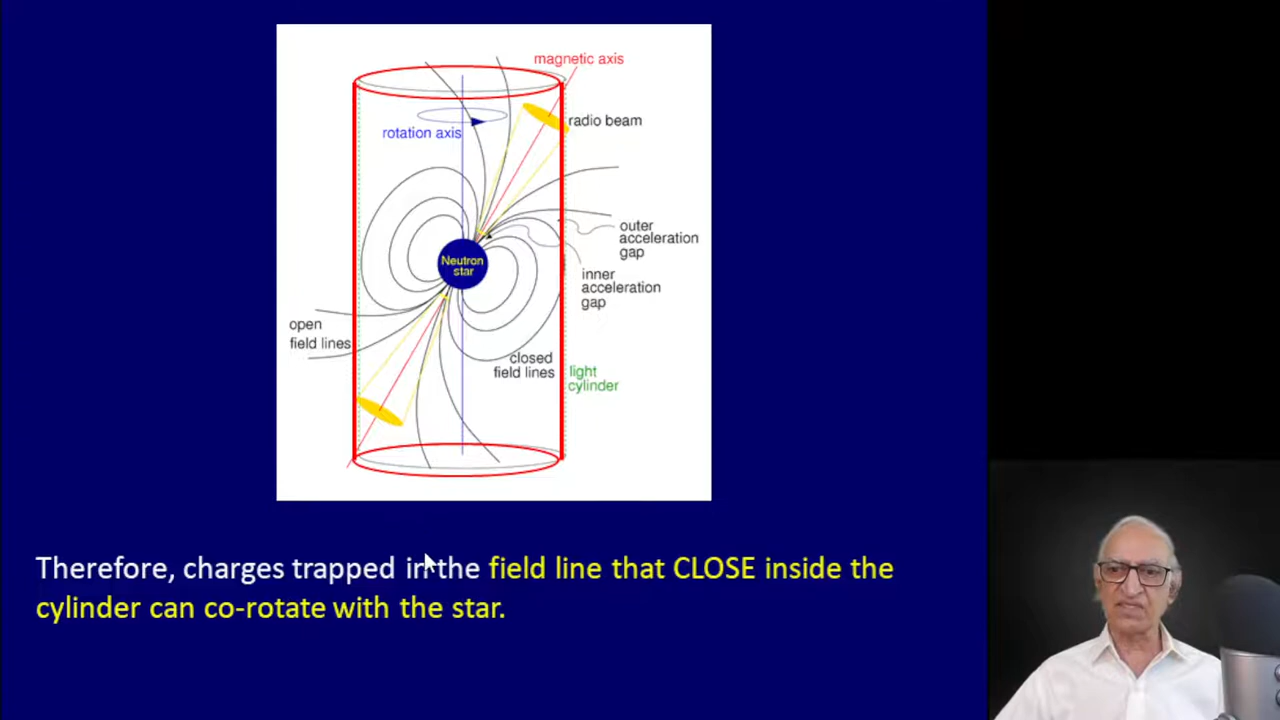 magnetic axis
radio beam
rotation axis
outer
acceleration
gap
Neutron
star
inner
acceleration
gap
open
field lines
closed
field lines
light
cylinder
Therefore, charges trapped in the field line that CLOSE inside the
cylinder can co-rotate with the star.